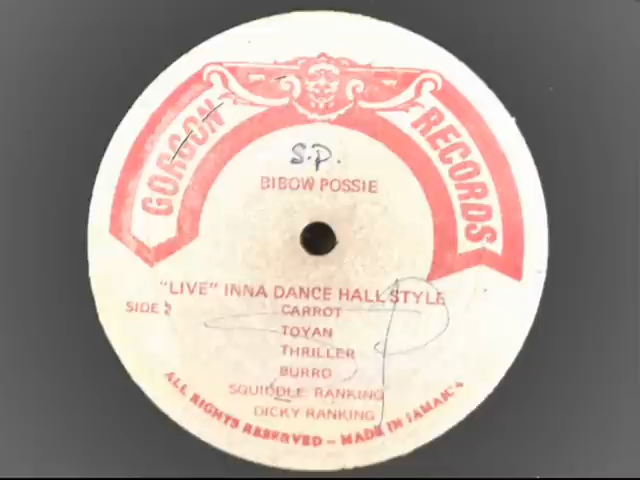 GORGON RECORDS
S.P.
BIBOW POSSIE
"LIVE" INNA DANCE HALL STYLE
SIDE 2
CARROT
TOYAN
THRILLER
BURRO
SQUIDDLE RANKING
DICKY RANKING
SP
ALL RIGHTS RESERVED - MADE IN JAMAICA